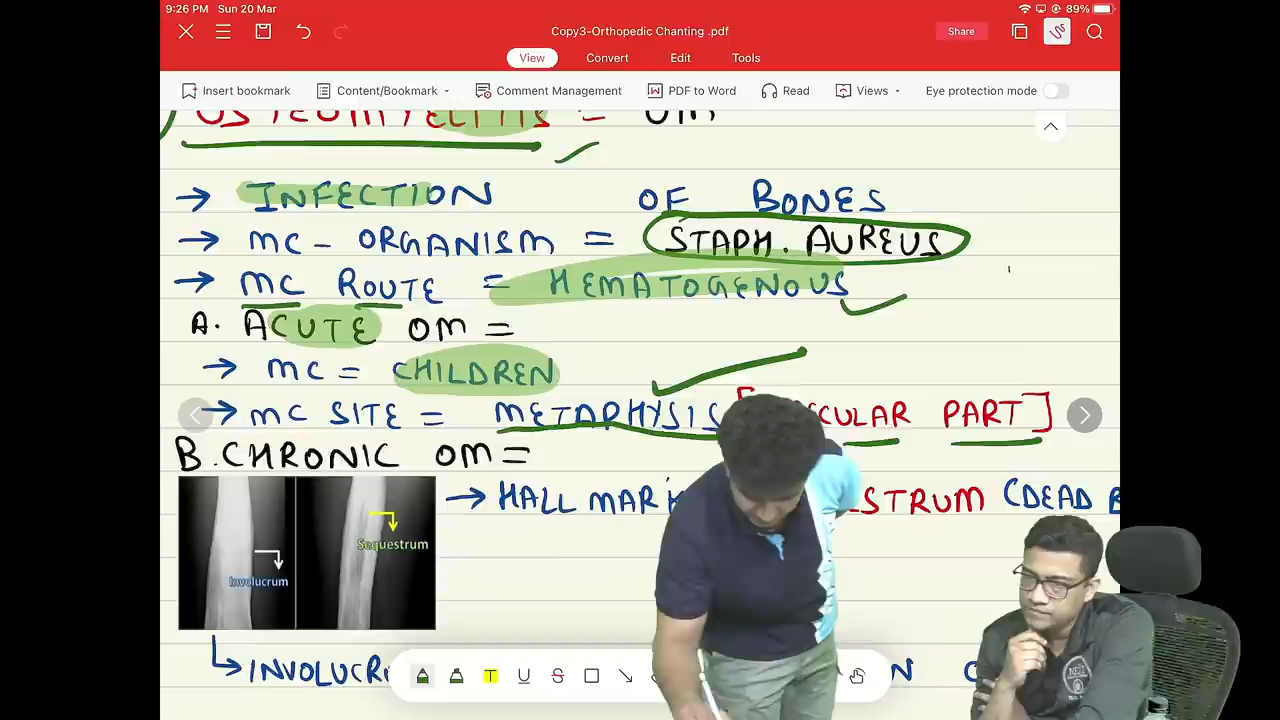 9:26 PM Sun 20 Mar 89%
Copy3-Orthopedic Chanting .pdf
Share
View Convert Edit Tools
Insert bookmark Content/Bookmark Comment Management PDF to Word Read Views Eye protection mode
OSTEOMYELITIS = OM
→ INFECTION OF BONES
→ MC - ORGANISM = STAPH. AUREUS
→ MC ROUTE = HEMATOGENOUS
A. ACUTE OM =
→ MC = CHILDREN
→ MC SITE = METAPHYSIS [ CULAR PART]
B. CHRONIC OM =
→ HALL MAR ESTRUM (DEAD B
Sequestrum
Involucrum
INVOLUCR
T U S